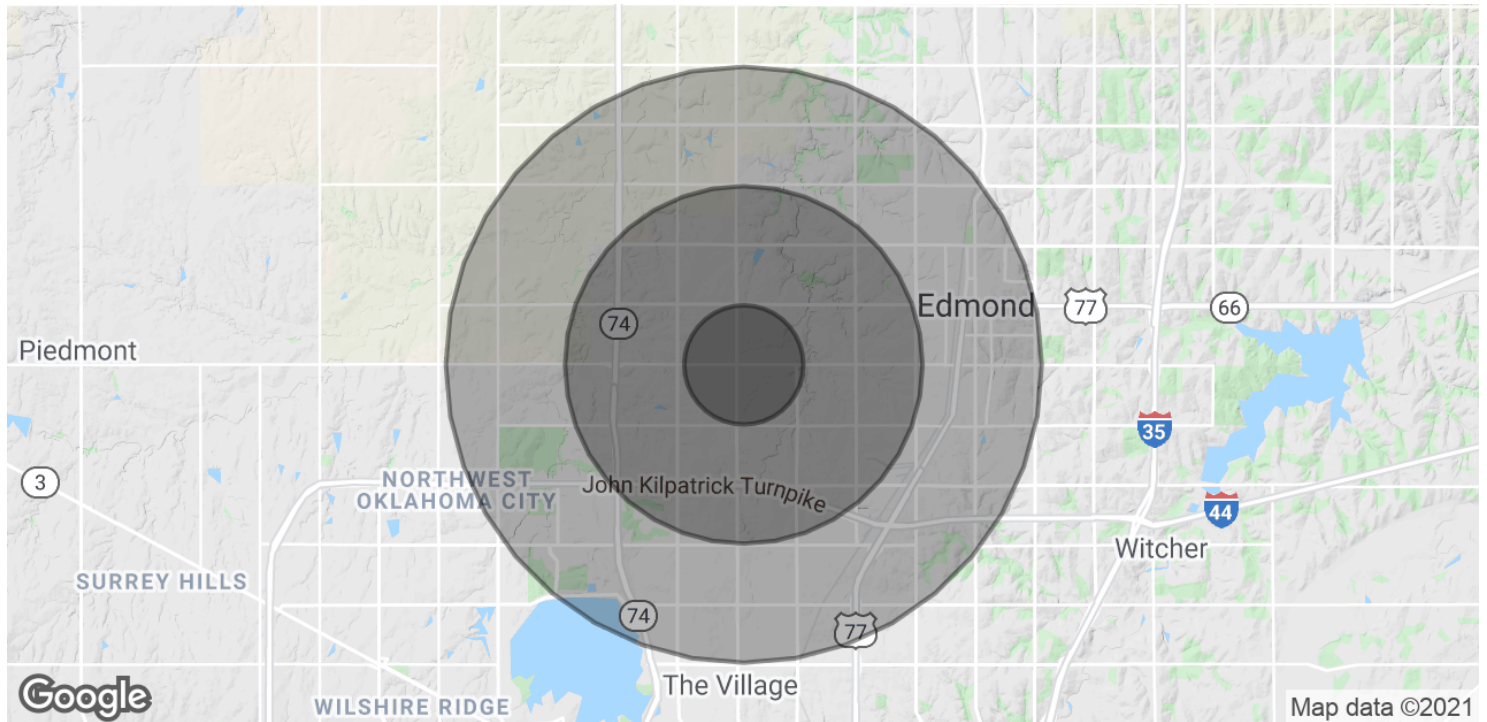 Edmond
77
66
74
Piedmont
35
3
NORTHWEST
OKLAHOMA CITY
John Kilpatrick Turnpike
44
Witcher
SURREY HILLS
74
77
The Village
WILSHIRE RIDGE
Google
Map data ©2021